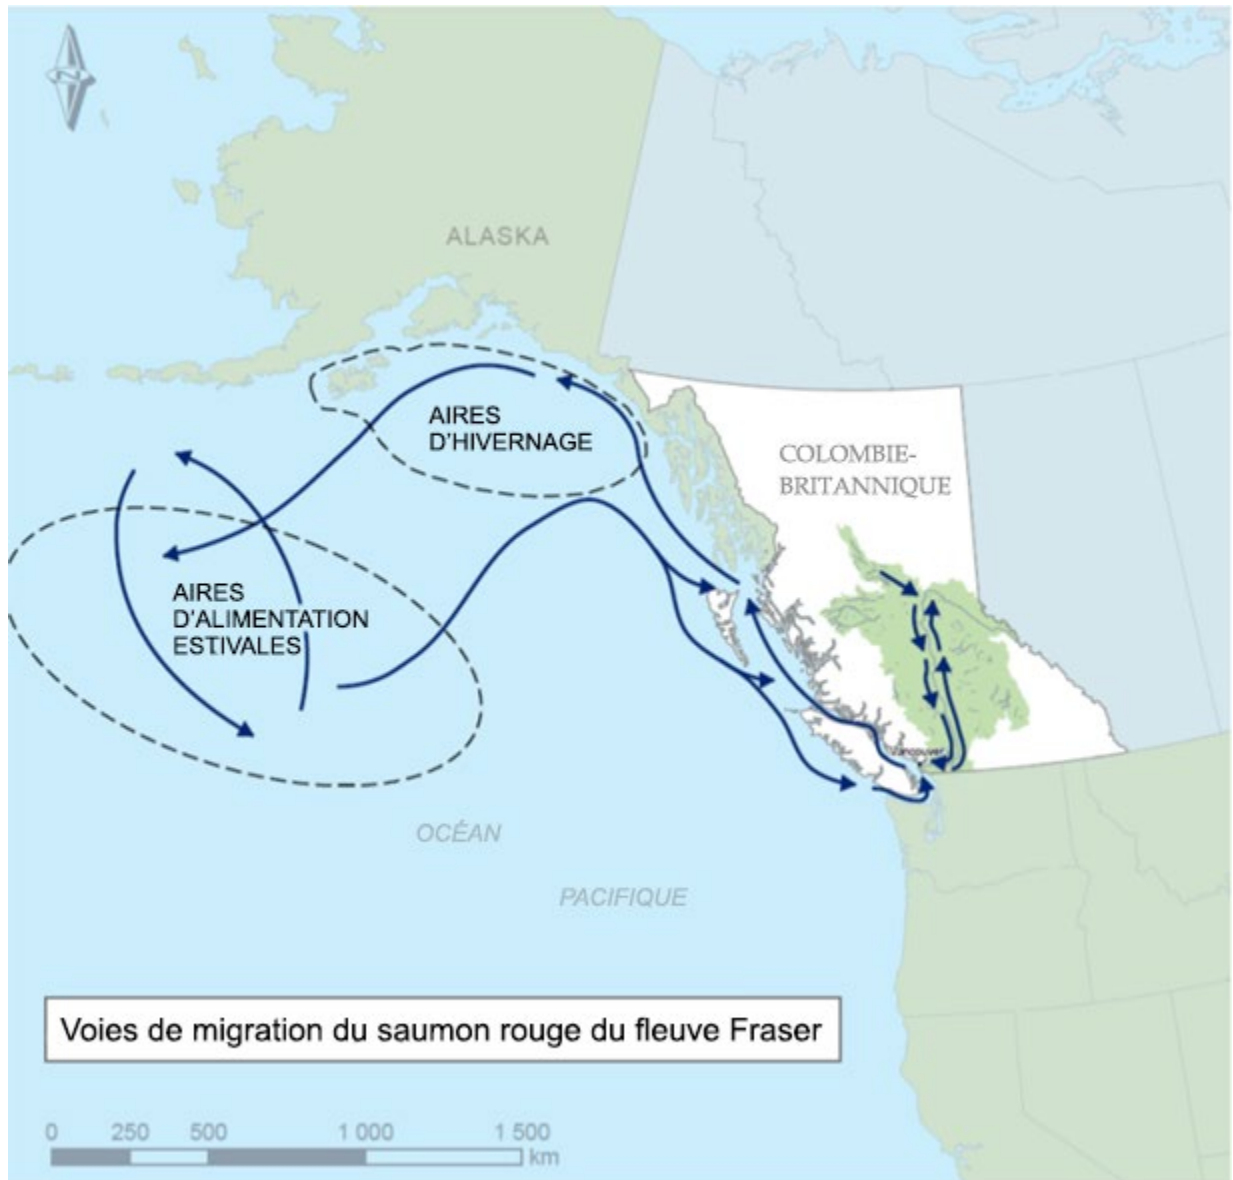 N
ALASKA
AIRES
D'HIVERNAGE
COLOMBIE-
BRITANNIQUE
AIRES
D'ALIMENTATION
ESTIVALES
Vancouver
OCÉAN
PACIFIQUE
Voies de migration du saumon rouge du fleuve Fraser
0 250 500 1 000 1 500
km